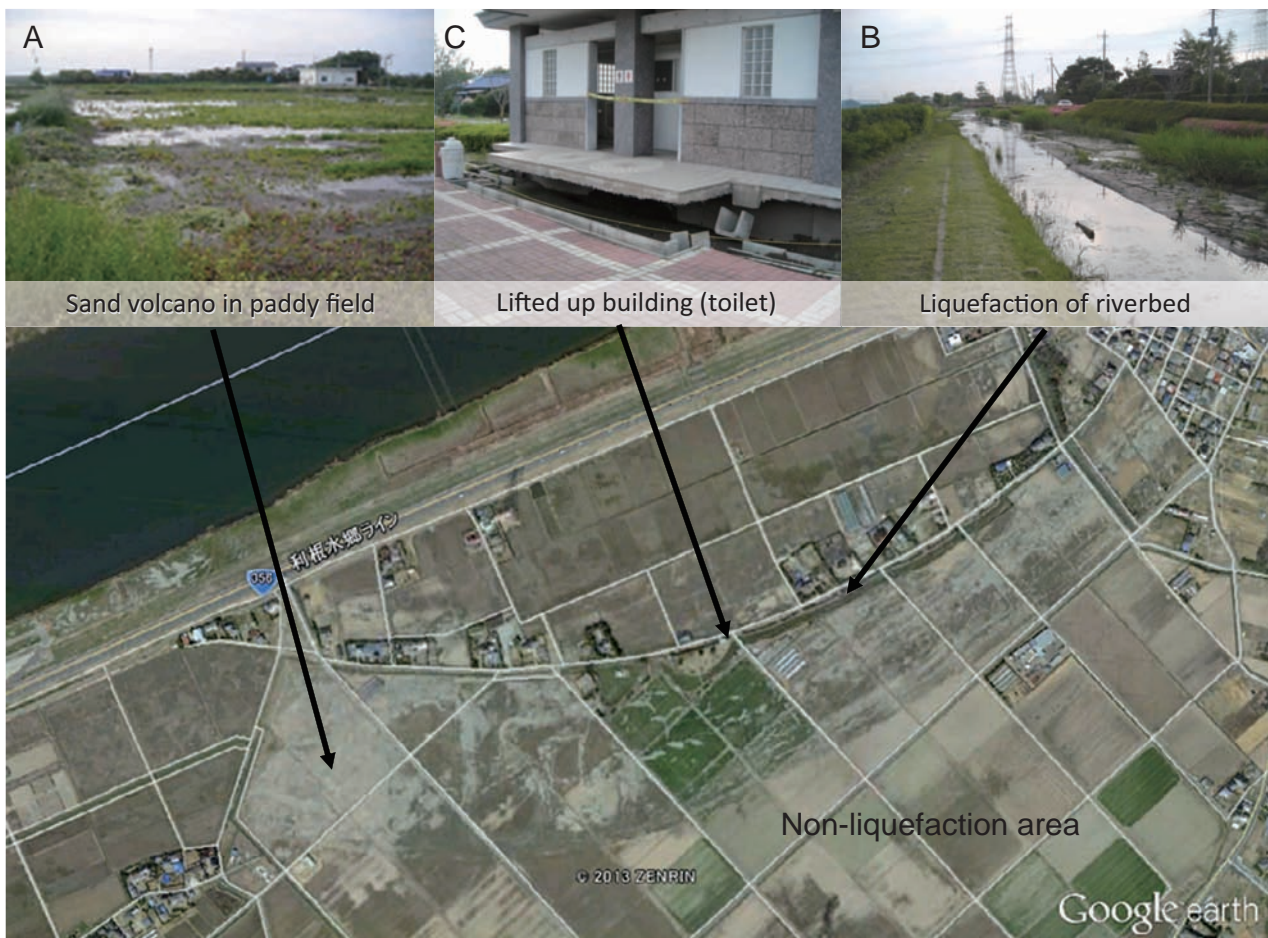 A
C
B
Sand volcano in paddy field
Lifted up building (toilet)
Liquefaction of riverbed
利根水郷ライン
356
Non-liquefaction area
© 2013 ZENRIN
Google earth